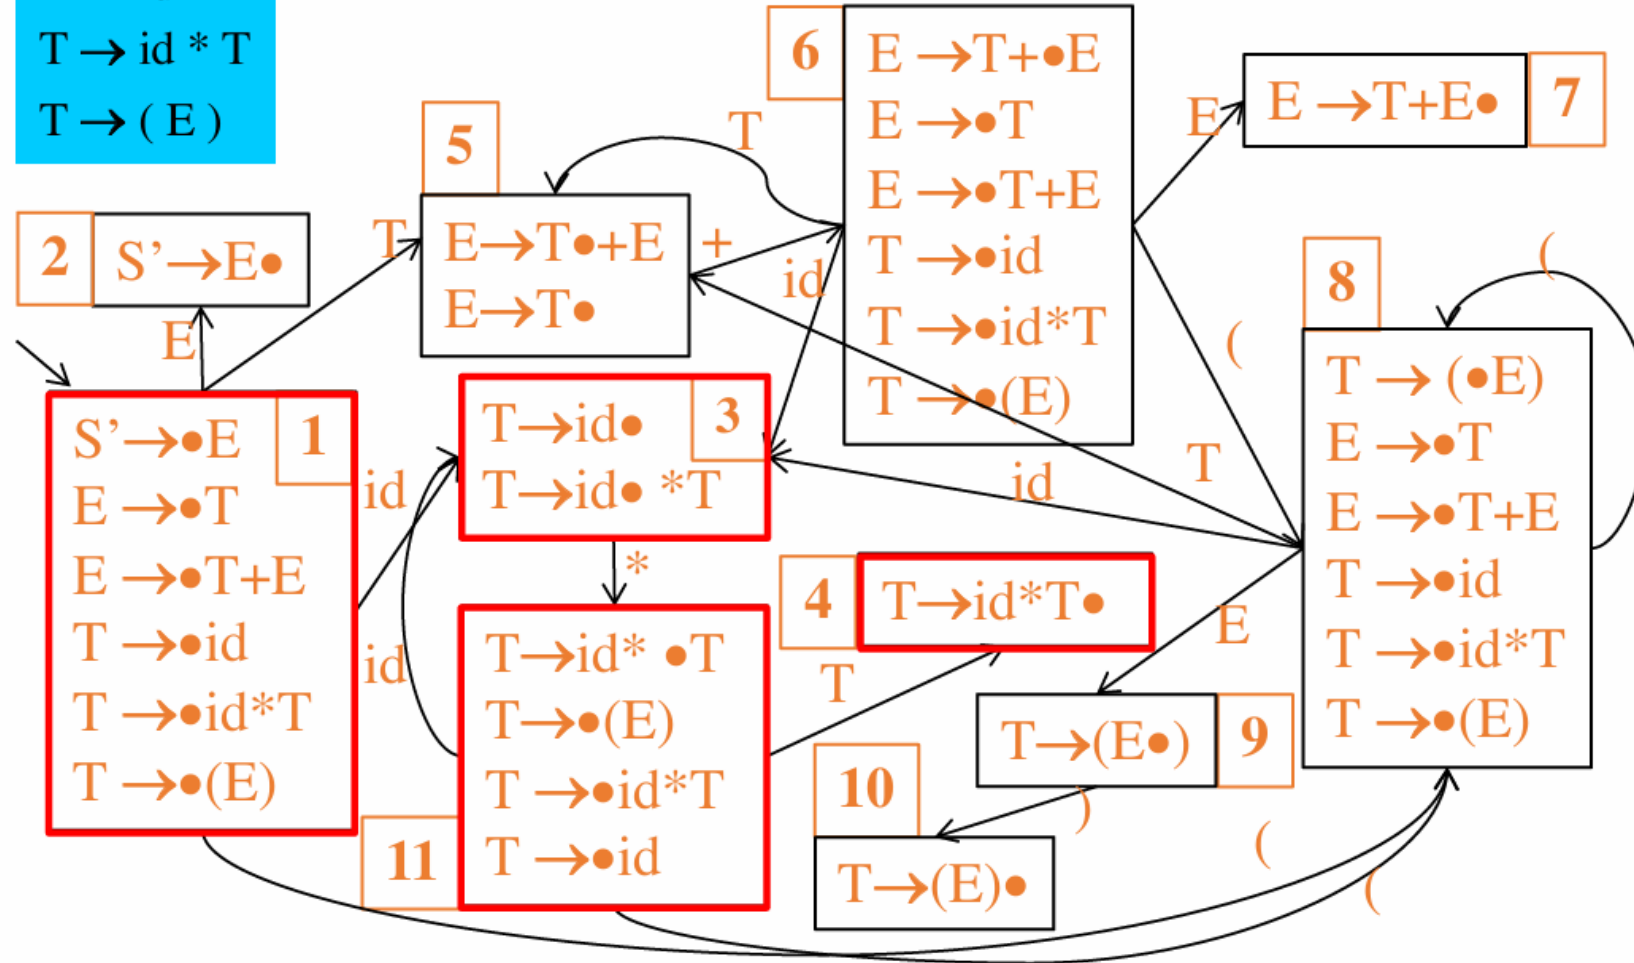 T → id * T
T → ( E )
6
E →T+●E
E →●T
E →●T+E
T →●id
T →●id*T
T →●(E)
E
E →T+E●
7
5
T
E→T●+E
E→T●
+
id
T
2
S’→E●
E
8
(
T → (●E)
E →●T
E →●T+E
T →●id
T →●id*T
T →●(E)
(
T
id
1
S’→●E
E →●T
E →●T+E
T →●id
T →●id*T
T →●(E)
id
id
3
T→id●
T→id● *T
*
4
T→id*T●
T
E
T→id* ●T
T→●(E)
T →●id*T
T →●id
11
T→(E●)
9
)
10
T→(E)●
(
(